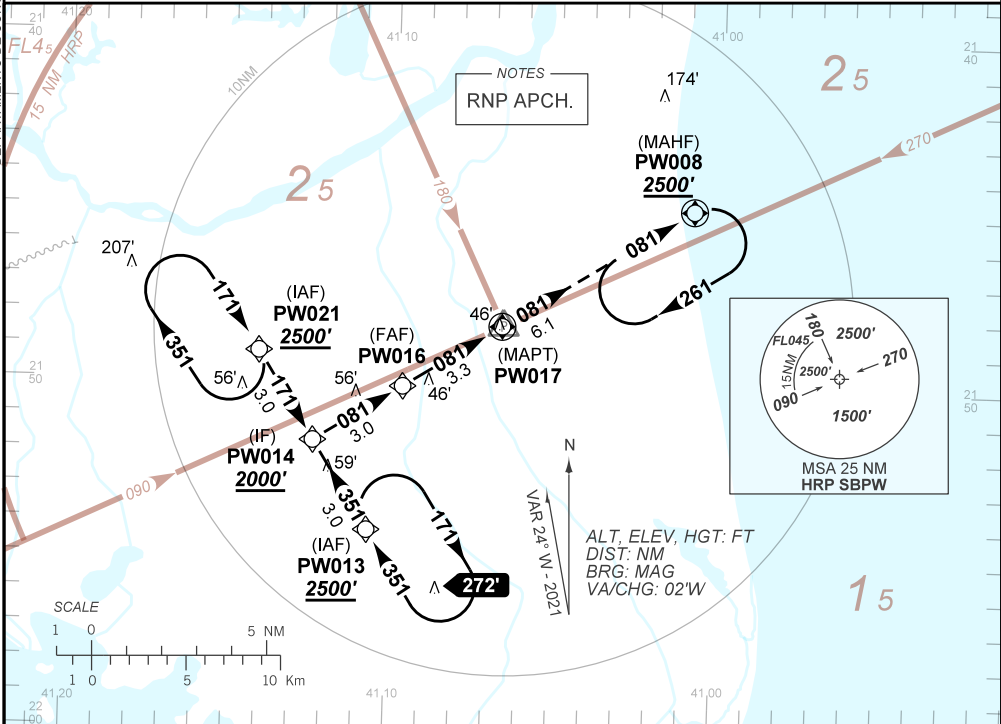 41 20
41 10
41 00
21
40
21
40
FL45
15 NM HRP
10NM
NOTES
RNP APCH.
174'
25
25
270
(MAHF)
PW008
2500'
180
207'
171
(IAF)
PW021
2500'
351
081
261
46'
081
6.1
(FAF)
PW016
(MAPT)
PW017
081
3.3
46'
56'
56'
171
3.0
081
3.0
21
50
21
50
(IF)
PW014
2000'
59'
351
3.0
090
(IAF)
PW013
2500'
171
351
272'
180
FL045
2500'
270
15NM
2500'
090
1500'
MSA 25 NM
HRP SBPW
N
VAR 24° W - 2021
ALT, ELEV, HGT: FT
DIST: NM
BRG: MAG
VA/CHG: 02'W
15
SCALE
1 0 5 NM
1 0 5 10 Km
41 20
41 10
41 00
22
00